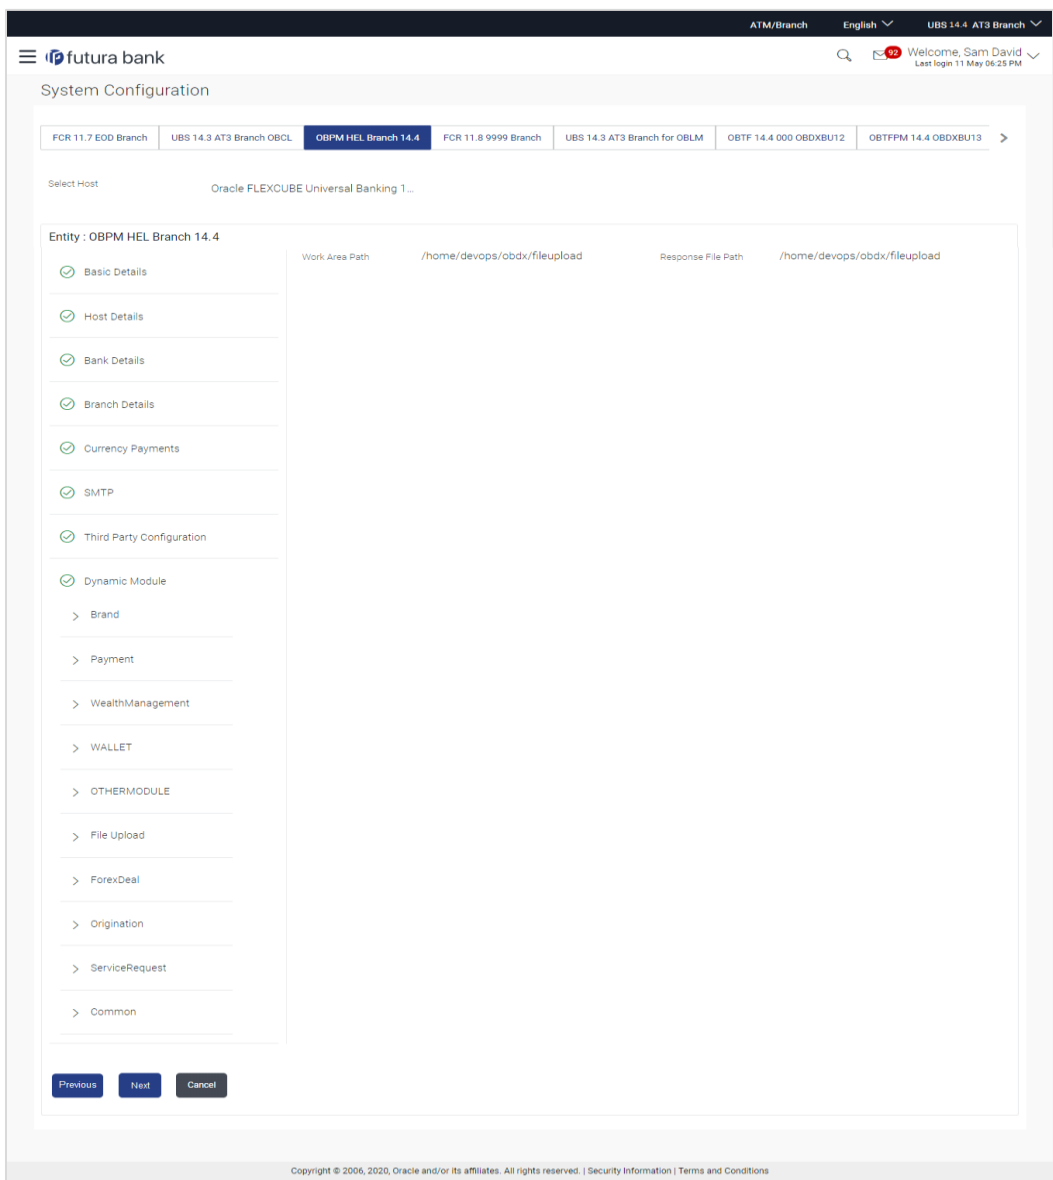 ATM/Branch English UBS 14.4 AT3 Branch
futura bank 92 Welcome, Sam David
Last login 11 May 06:25 PM
System Configuration
FCR 11.7 EOD Branch UBS 14.3 AT3 Branch OBCL OBPM HEL Branch 14.4 FCR 11.8 9999 Branch UBS 14.3 AT3 Branch for OBLM OBTF 14.4 000 OBDXBU12 OBTFPM 14.4 OBDXBU13
Select Host Oracle FLEXCUBE Universal Banking 1...
Entity : OBPM HEL Branch 14.4
Work Area Path /home/devops/obdx/fileupload Response File Path /home/devops/obdx/fileupload
Basic Details
Host Details
Bank Details
Branch Details
Currency Payments
SMTP
Third Party Configuration
Dynamic Module
Brand
Payment
WealthManagement
WALLET
OTHERMODULE
File Upload
ForexDeal
Origination
ServiceRequest
Common
Previous Next Cancel
Copyright © 2006, 2020, Oracle and/or its affiliates. All rights reserved. | Security Information | Terms and Conditions